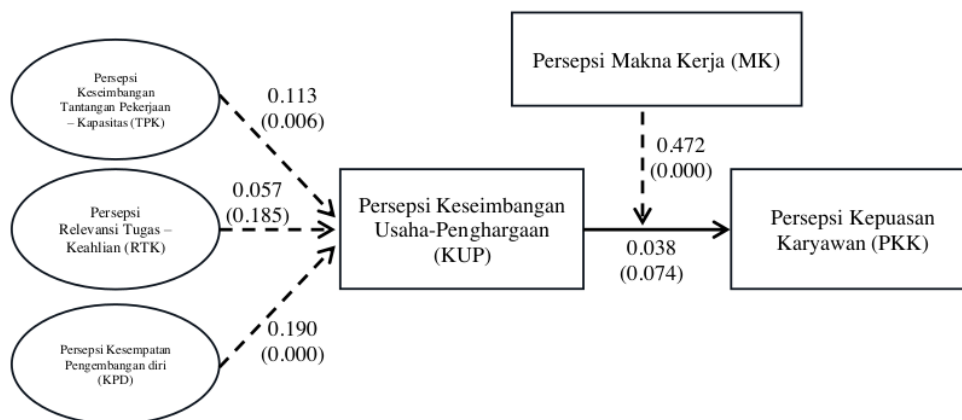 Persepsi
Keseimbangan
Tantangan Pekerjaan
– Kapasitas (TPK)
0.113
(0.006)
Persepsi Makna Kerja (MK)
0.472
(0.000)
Persepsi
Relevansi Tugas –
Keahlian (RTK)
0.057
(0.185)
Persepsi Keseimbangan
Usaha-Penghargaan
(KUP)
0.038
(0.074)
Persepsi Kepuasan
Karyawan (PKK)
Persepsi Kesempatan
Pengembangan diri
(KPD)
0.190
(0.000)